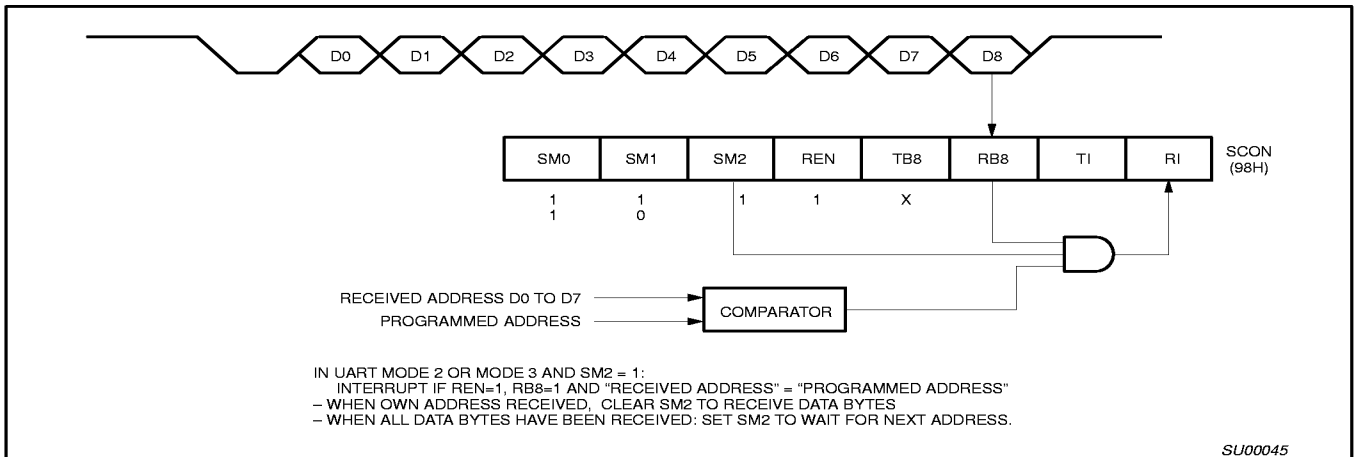 D0 D1 D2 D3 D4 D5 D6 D7 D8
SM0 SM1 SM2 REN TB8 RB8 TI RI
SCON
(98H)
1 1 1 1 X
1 0
RECEIVED ADDRESS D0 TO D7
PROGRAMMED ADDRESS
COMPARATOR
IN UART MODE 2 OR MODE 3 AND SM2 = 1:
INTERRUPT IF REN=1, RB8=1 AND “RECEIVED ADDRESS” = “PROGRAMMED ADDRESS”
– WHEN OWN ADDRESS RECEIVED, CLEAR SM2 TO RECEIVE DATA BYTES
– WHEN ALL DATA BYTES HAVE BEEN RECEIVED: SET SM2 TO WAIT FOR NEXT ADDRESS.
SU00045